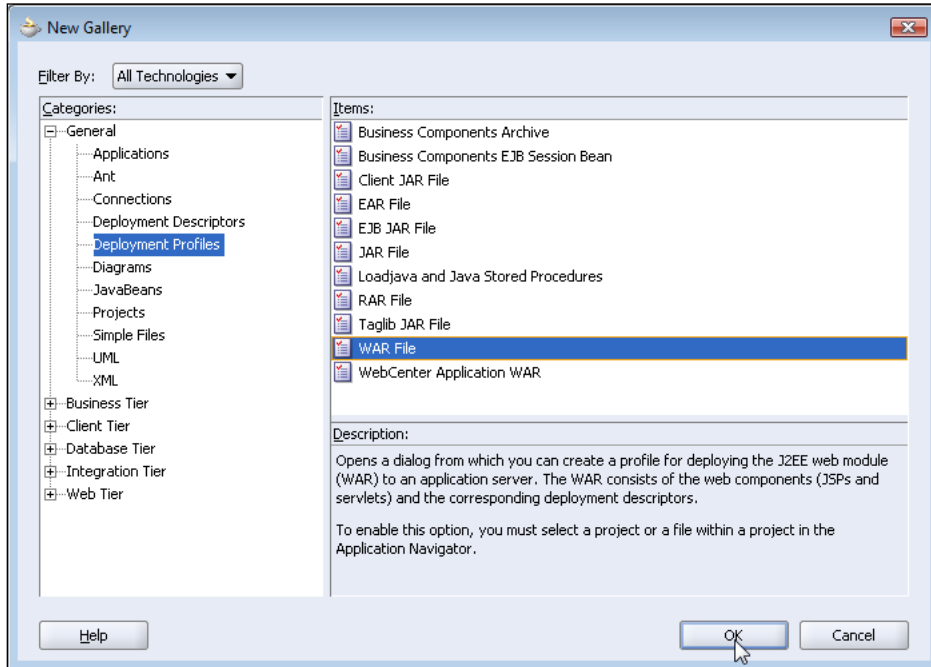 New Gallery
Filter By: All Technologies
Categories:
General
Applications
Ant
Connections
Deployment Descriptors
Deployment Profiles
Diagrams
JavaBeans
Projects
Simple Files
UML
XML
Business Tier
Client Tier
Database Tier
Integration Tier
Web Tier
Items:
Business Components Archive
Business Components EJB Session Bean
Client JAR File
EAR File
EJB JAR File
JAR File
Loadjava and Java Stored Procedures
RAR File
Taglib JAR File
WAR File
WebCenter Application WAR
Description:
Opens a dialog from which you can create a profile for deploying the J2EE web module
(WAR) to an application server. The WAR consists of the web components (JSPs and
servlets) and the corresponding deployment descriptors.
To enable this option, you must select a project or a file within a project in the
Application Navigator.
Help
OK
Cancel